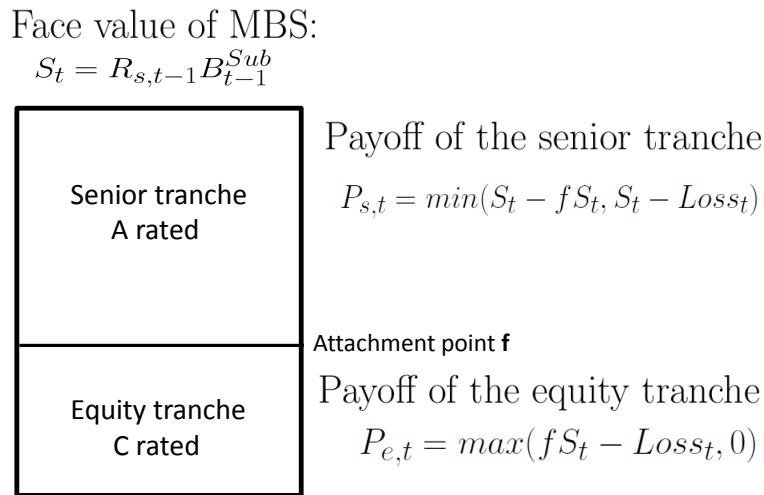 Face value of MBS:
S_t = R_{s,t−1}B_{t−1}^{Sub}
Payoff of the senior tranche
Senior tranche
A rated
P_{s,t} = min(S_t − fS_t, S_t − Loss_t)
Attachment point f
Payoff of the equity tranche
Equity tranche
C rated
P_{e,t} = max(fS_t − Loss_t, 0)